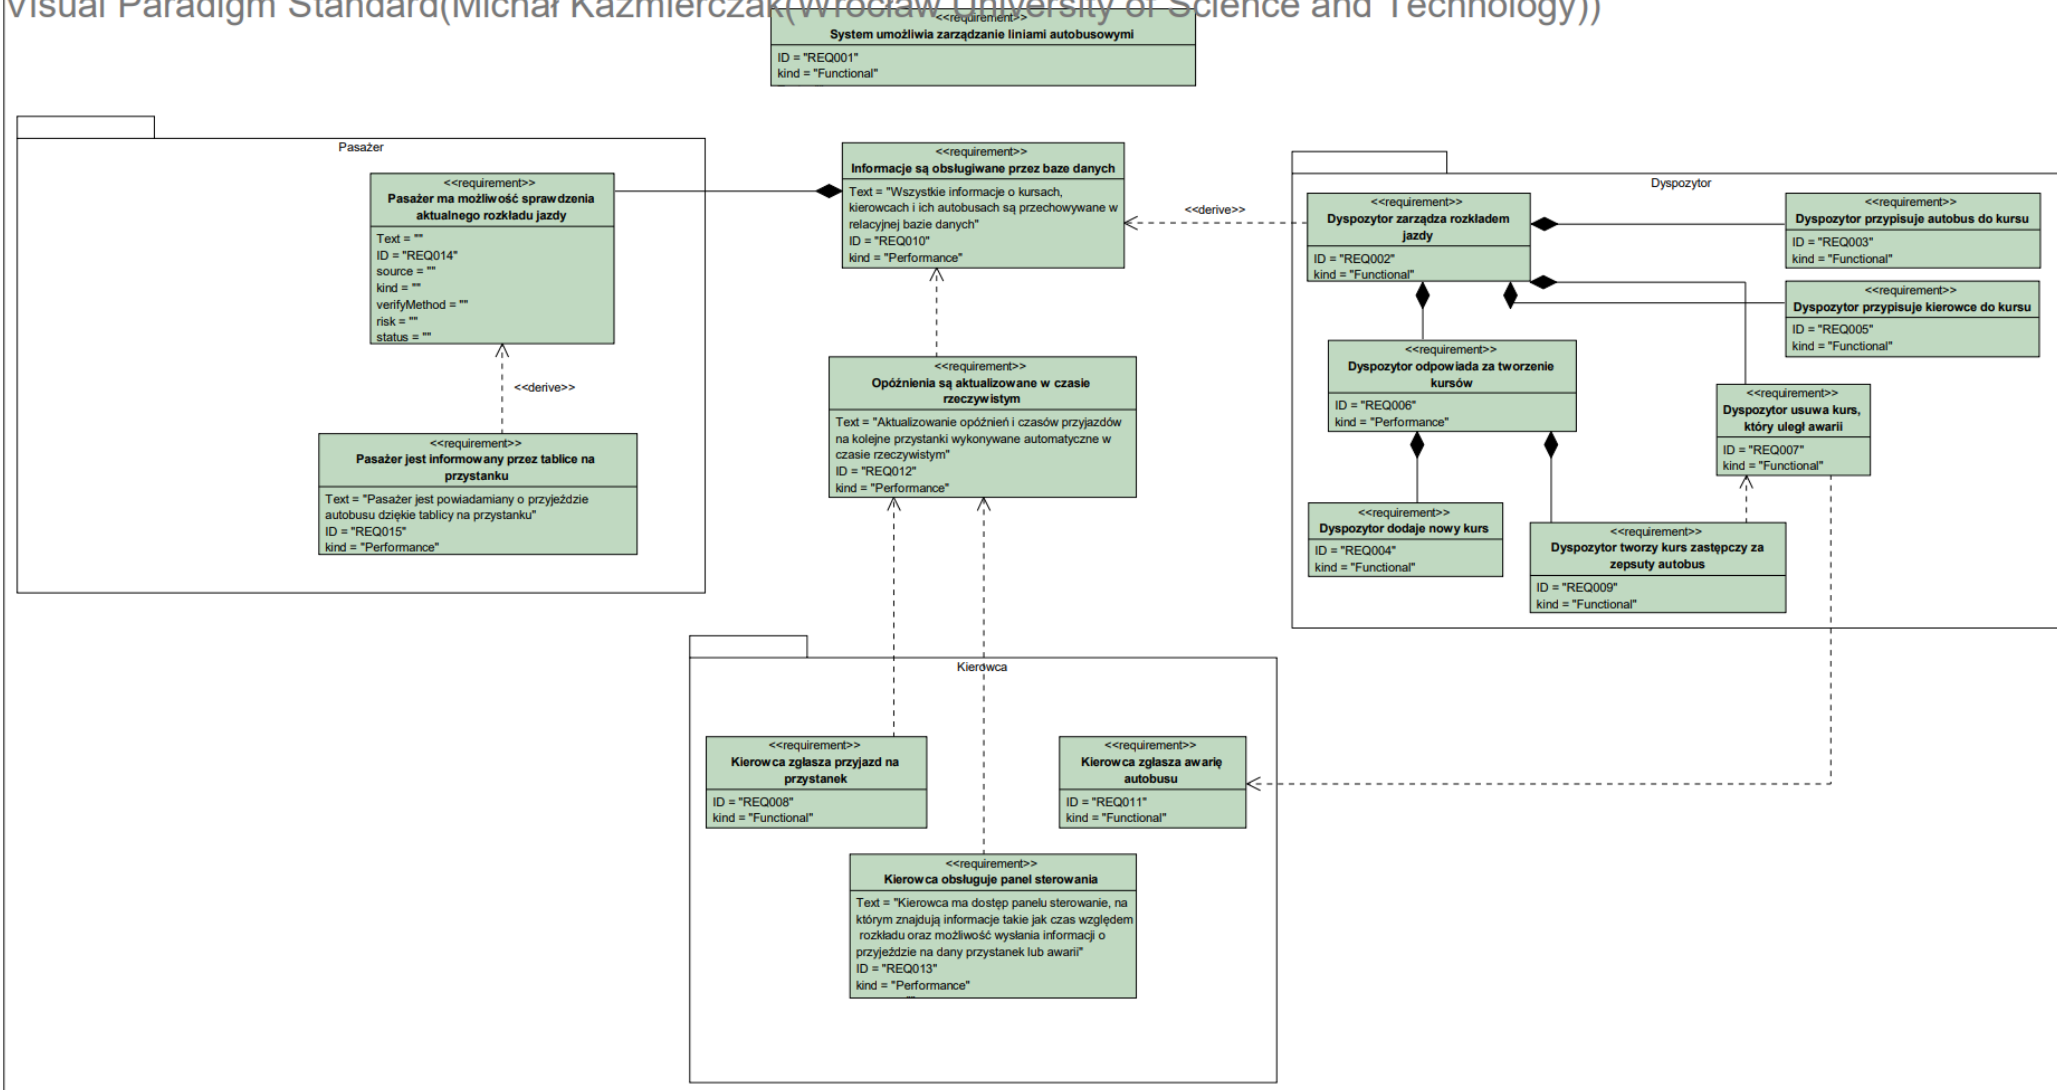 Visual Paradigm Standard(Michał Kaźmierczak(Wrocław University of Science and Technology))
<<requirement>>
System umożliwia zarządzanie liniami autobusowymi
ID = "REQ001"
kind = "Functional"
Pasażer
<<requirement>>
Pasażer ma możliwość sprawdzenia
aktualnego rozkładu jazdy
Text = ""
ID = "REQ014"
source = ""
kind = ""
verifyMethod = ""
risk = ""
status = ""
<<derive>>
<<requirement>>
Pasażer jest informowany przez tablice na
przystanku
Text = "Pasażer jest powiadamiany o przyjeździe
autobusu dziękie tablicy na przystanku"
ID = "REQ015"
kind = "Performance"
<<requirement>>
Informacje są obsługiwane przez baze danych
Text = "Wszystkie informacje o kursach,
kierowcach i ich autobusach są przechowywane w
relacyjnej bazie danych"
ID = "REQ010"
kind = "Performance"
<<derive>>
<<requirement>>
Opóźnienia są aktualizowane w czasie
rzeczywistym
Text = "Aktualizowanie opóźnień i czasów przyjazdów
na kolejne przystanki wykonywane automatyczne w
czasie rzeczywistym"
ID = "REQ012"
kind = "Performance"
Dyspozytor
<<requirement>>
Dyspozytor zarządza rozkładem
jazdy
ID = "REQ002"
kind = "Functional"
<<requirement>>
Dyspozytor przypisuje autobus do kursu
ID = "REQ003"
kind = "Functional"
<<requirement>>
Dyspozytor przypisuje kierowce do kursu
ID = "REQ005"
kind = "Functional"
<<requirement>>
Dyspozytor odpowiada za tworzenie
kursów
ID = "REQ006"
kind = "Performance"
<<requirement>>
Dyspozytor usuwa kurs,
który uległ awarii
ID = "REQ007"
kind = "Functional"
<<requirement>>
Dyspozytor dodaje nowy kurs
ID = "REQ004"
kind = "Functional"
<<requirement>>
Dyspozytor tworzy kurs zastępczy za
zepsuty autobus
ID = "REQ009"
kind = "Functional"
Kierowca
<<requirement>>
Kierowca zgłasza przyjazd na
przystanek
ID = "REQ008"
kind = "Functional"
<<requirement>>
Kierowca zgłasza awarię
autobusu
ID = "REQ011"
kind = "Functional"
<<requirement>>
Kierowca obsługuje panel sterowania
Text = "Kierowca ma dostęp panelu sterowanie, na
którym znajdują informacje takie jak czas względem
rozkładu oraz możliwość wysłania informacji o
przyjeździe na dany przystanek lub awarii"
ID = "REQ013"
kind = "Performance"